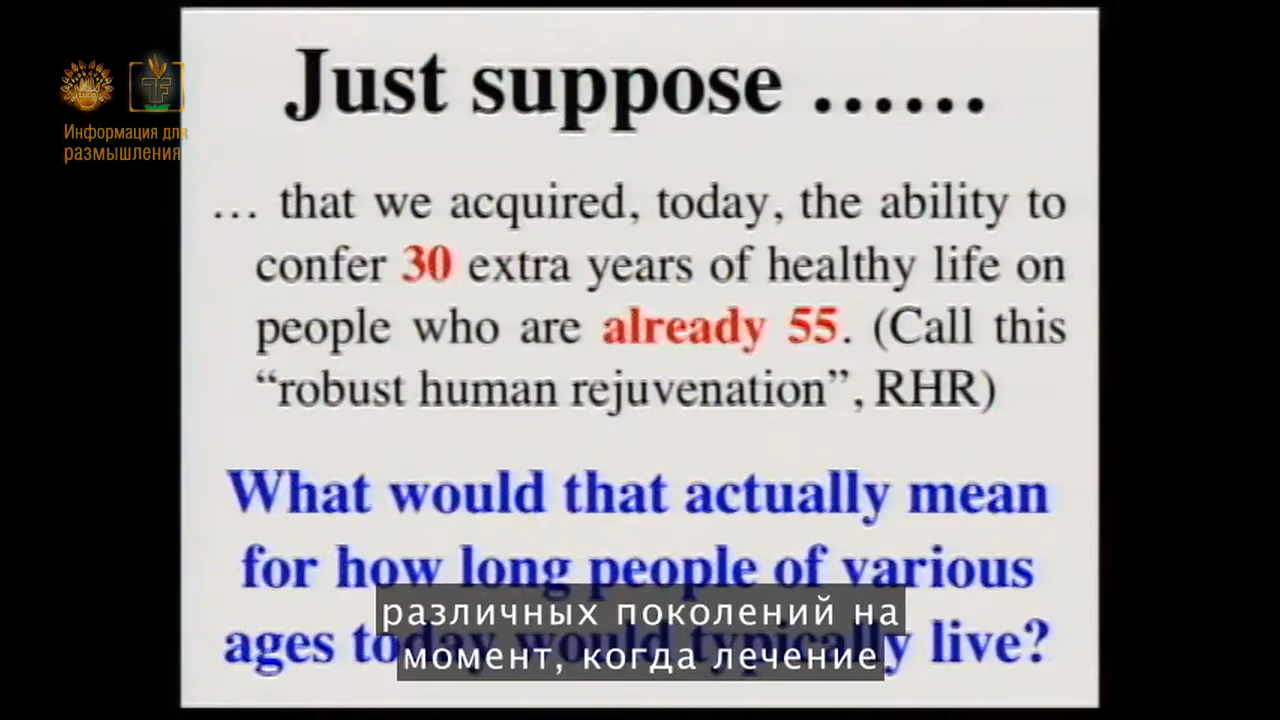 Just suppose ......
Информация для
размышления
... that we acquired, today, the ability to
confer 30 extra years of healthy life on
people who are already 55. (Call this
“robust human rejuvenation”, RHR)
What would that actually mean
for how long people of various
ages today would typically live?
различных поколений на
момент, когда лечение